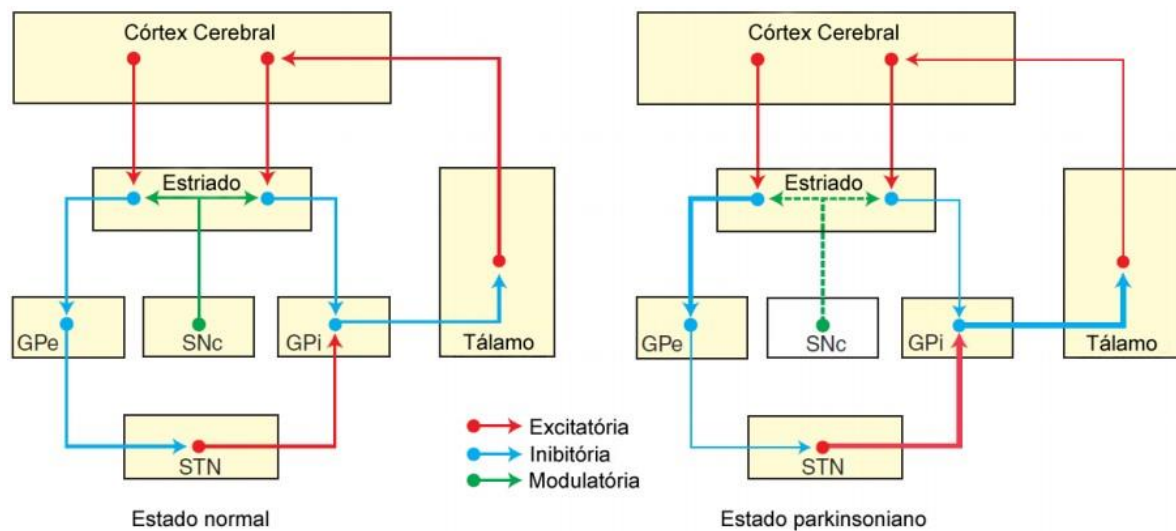 Córtex Cerebral
Estriado
GPe
SNc
GPi
Tálamo
STN
Estado normal
Excitatória
Inibitória
Modulatória
Córtex Cerebral
Estriado
GPe
SNc
GPi
Tálamo
STN
Estado parkinsoniano